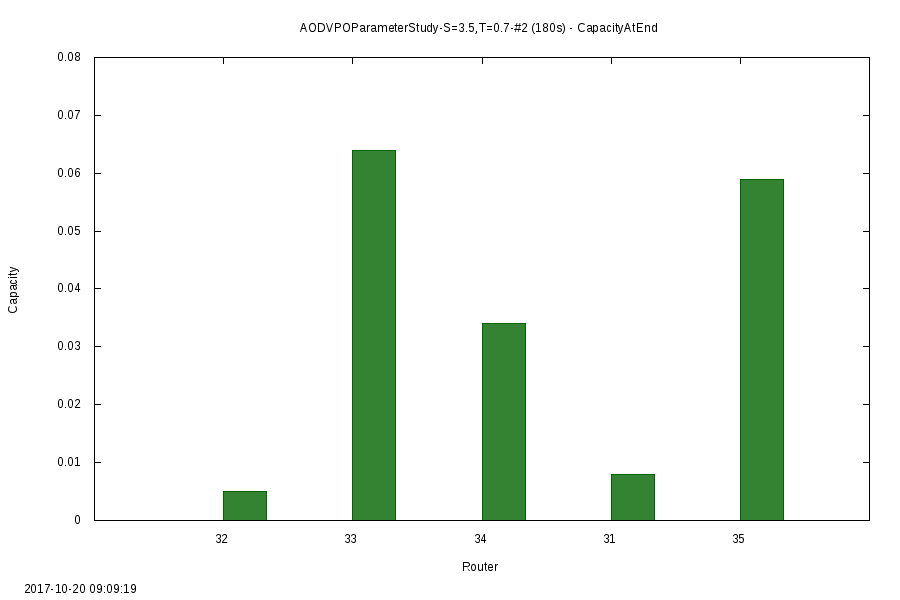 AODVPOParameterStudy-S=3.5,T=0.7-#2 (180s) - CapacityAtEnd
0.08
0.07
0.06
0.05
0.04
0.03
0.02
0.01
0
Capacity
32 33 34 31 35
Router
2017-10-20 09:09:19